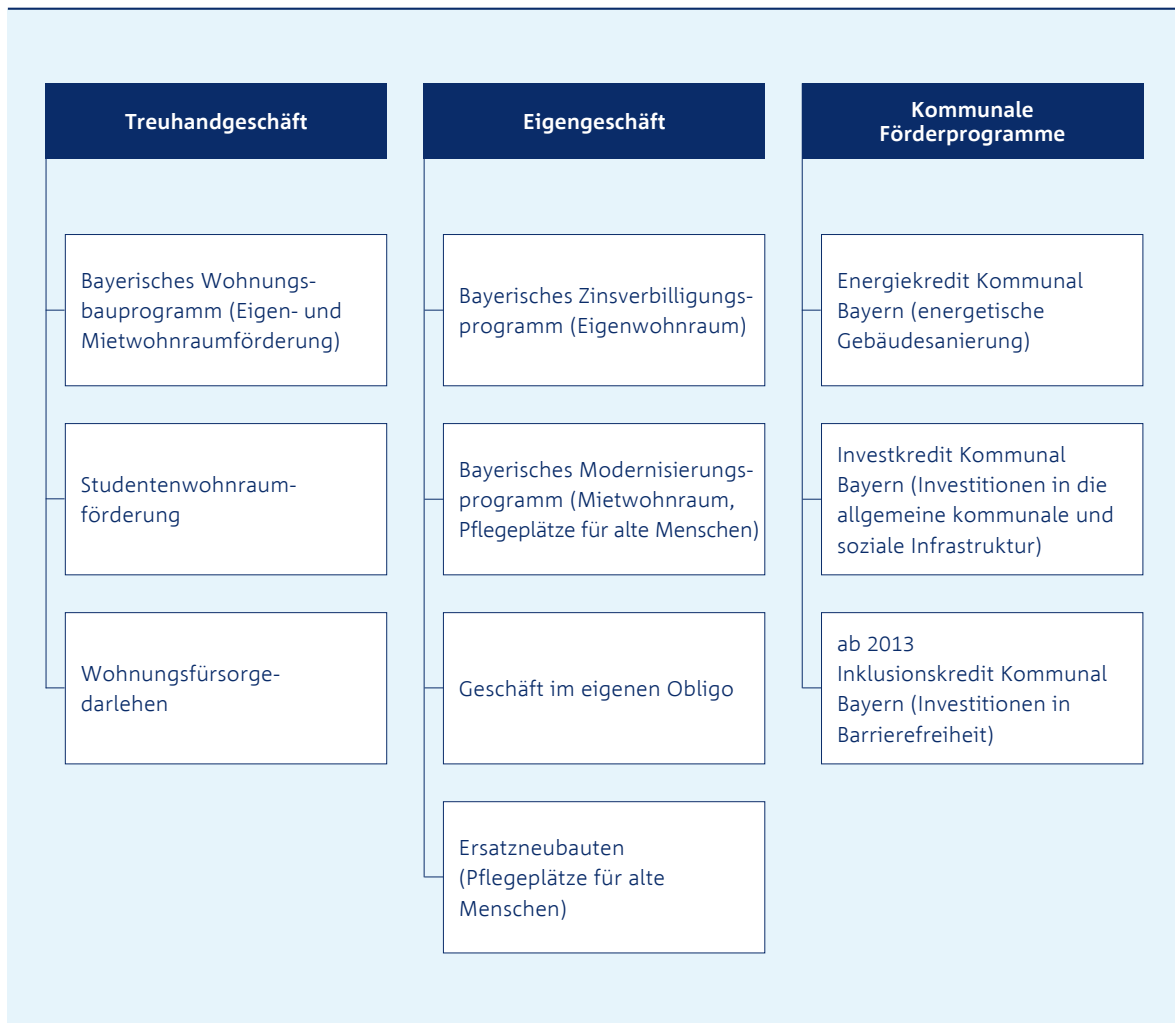 Treuhandgeschäft
Bayerisches Wohnungs-
bauprogramm (Eigen- und
Mietwohnraumförderung)
Studentenwohnraum-
förderung
Wohnungsfürsorge-
darlehen
Eigengeschäft
Bayerisches Zinsverbilligungs-
programm (Eigenwohnraum)
Bayerisches Modernisierungs-
programm (Mietwohnraum,
Pflegeplätze für alte Menschen)
Geschäft im eigenen Obligo
Ersatzneubauten
(Pflegeplätze für alte
Menschen)
Kommunale
Förderprogramme
Energiekredit Kommunal
Bayern (energetische
Gebäudesanierung)
Investkredit Kommunal
Bayern (Investitionen in die
allgemeine kommunale und
soziale Infrastruktur)
ab 2013
Inklusionskredit Kommunal
Bayern (Investitionen in
Barrierefreiheit)